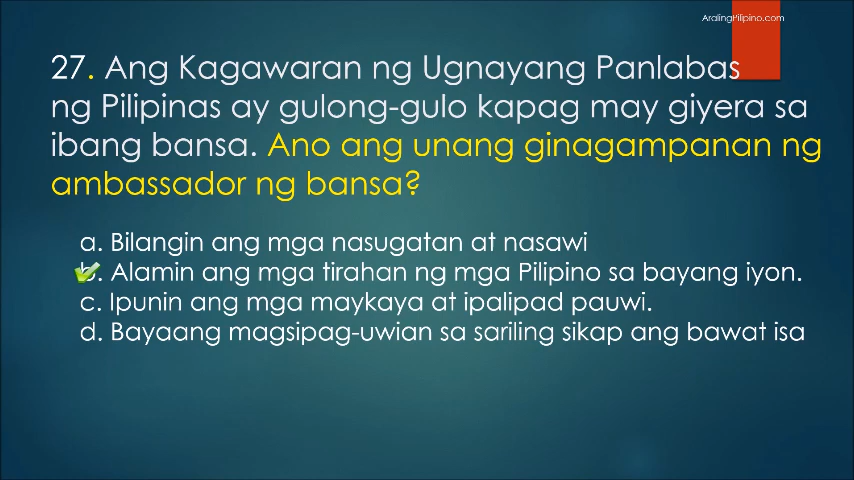 AralingPilipino.com
27. Ang Kagawaran ng Ugnayang Panlabas
ng Pilipinas ay gulong-gulo kapag may giyera sa
ibang bansa. Ano ang unang ginagampanan ng
ambassador ng bansa?
a. Bilangin ang mga nasugatan at nasawi
b. Alamin ang mga tirahan ng mga Pilipino sa bayang iyon.
c. Ipunin ang mga maykaya at ipalipad pauwi.
d. Bayaang magsipag-uwian sa sariling sikap ang bawat isa